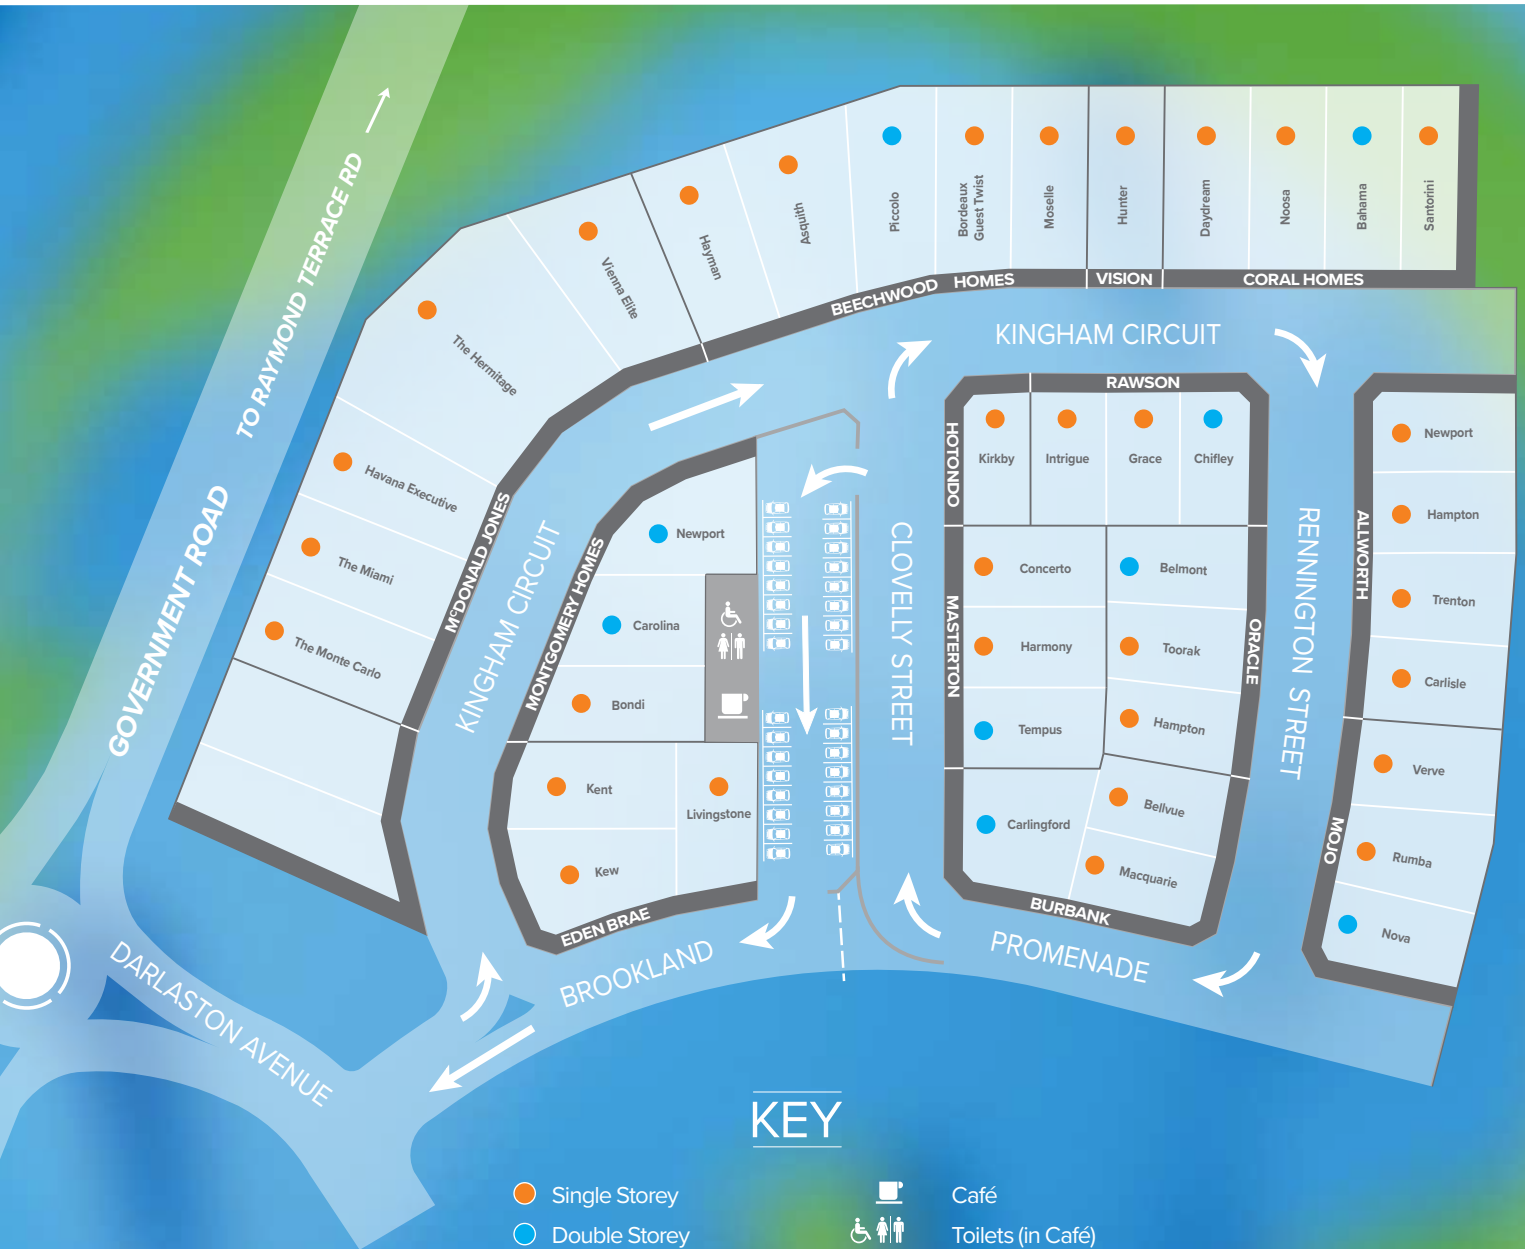 GOVERNMENT ROAD
TO RAYMOND TERRACE RD
The Hermitage
Vienna Elite
Hayman
Asquith
Piccolo
Bordeaux
Guest Twist
Moselle
Hunter
Daydream
Noosa
Bahama
Santorini
BEECHWOOD HOMES
VISION
CORAL HOMES
KINGHAM CIRCUIT
Havana Executive
The Miami
The Monte Carlo
McDONALD JONES
KINGHAM CIRCUIT
MONTGOMERY HOMES
Newport
Carolina
Bondi
Kent
Livingstone
Kew
EDEN BRAE
CLOVELLY STREET
HOTONDO
RAWSON
Kirkby
Intrigue
Grace
Chifley
MASTERTON
Concerto
Harmony
Tempus
Belmont
Toorak
Hampton
ORACLE
Carlingford
Bellvue
Macquarie
BURBANK
RENNINGTON STREET
ALLWORTH
Newport
Hampton
Trenton
Carlisle
MOJO
Verve
Rumba
Nova
BROOKLAND
PROMENADE
DARLASTON AVENUE
KEY
Single Storey
Double Storey
Café
Toilets (in Café)